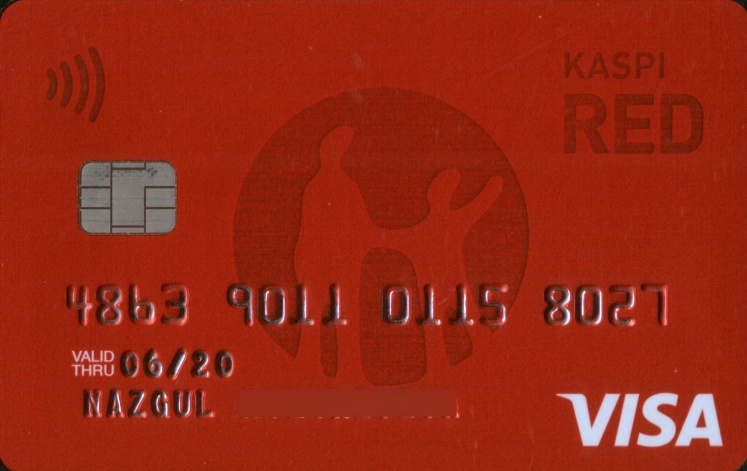 KASPI
RED
4863 9011 0115 8027
VALID THRU 06/20
NAZGUL
VISA